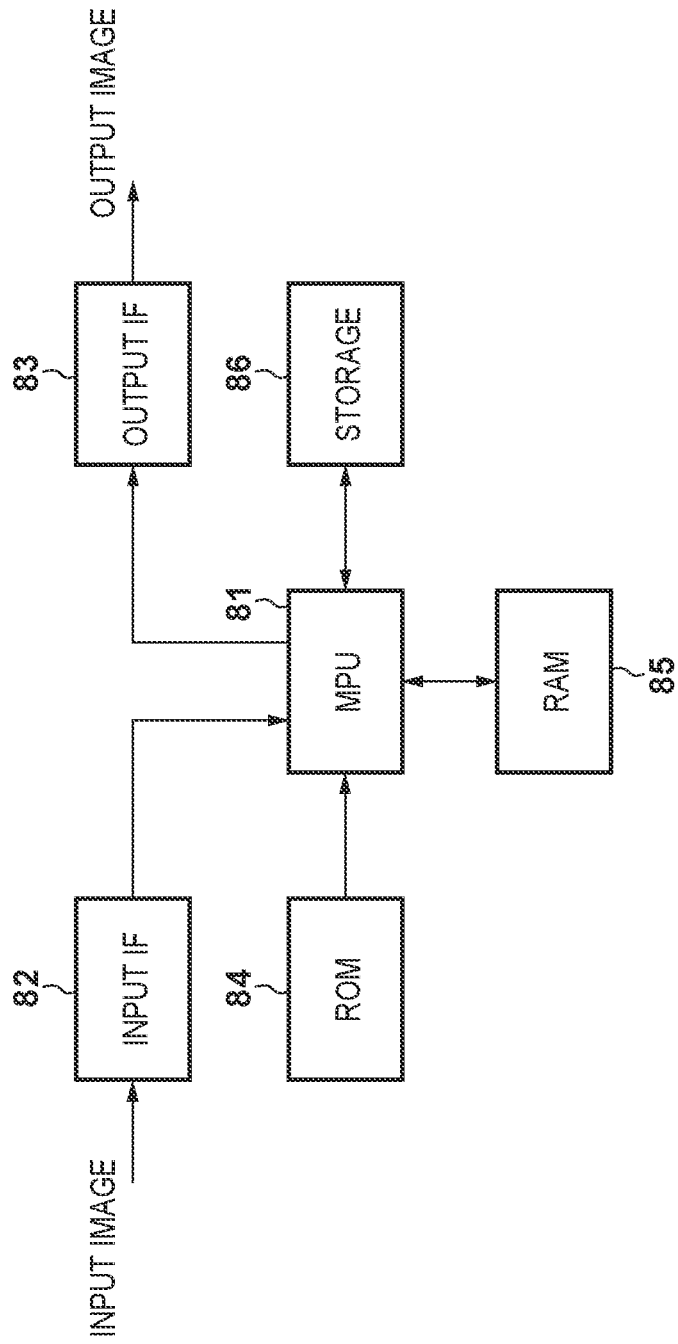 INPUT IMAGE
82
INPUT IF
83
OUTPUT IF
OUTPUT IMAGE
84
ROM
81
MPU
86
STORAGE
RAM
85